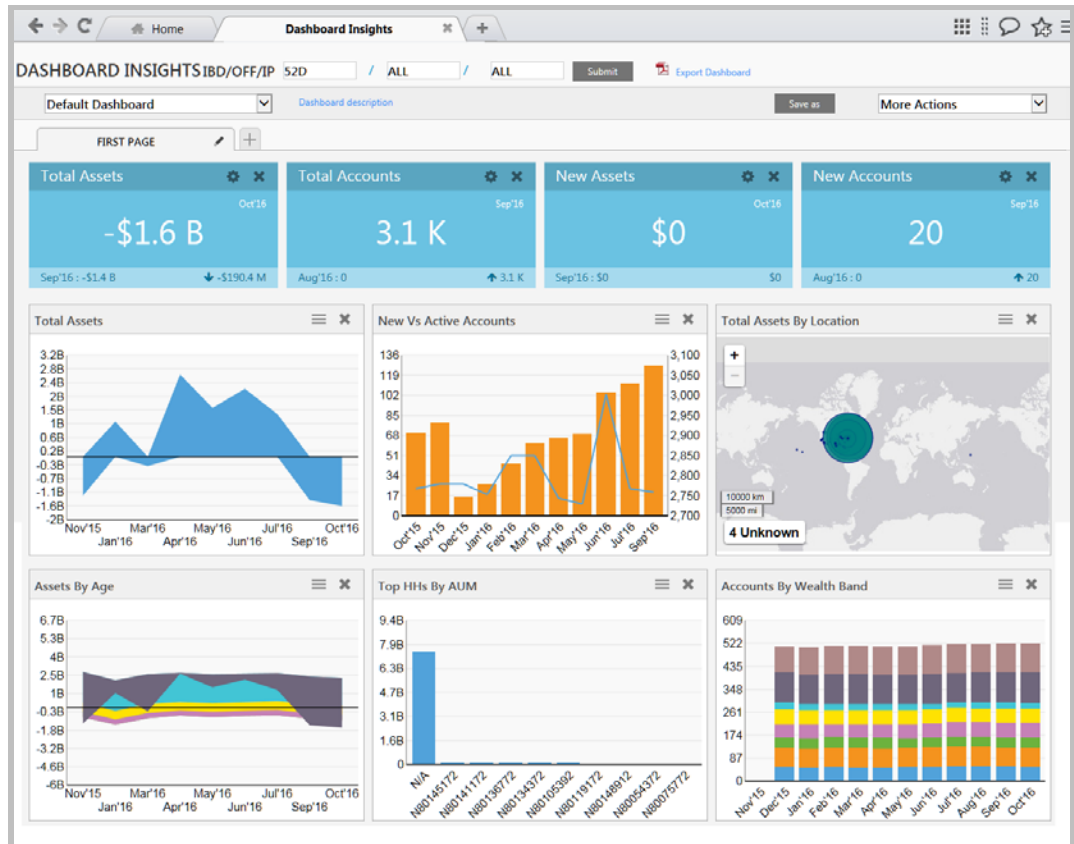 Home Dashboard Insights
DASHBOARD INSIGHTS IBD/OFF/IP 52D / ALL / ALL Submit Export Dashboard
Default Dashboard Dashboard description Save as More Actions
FIRST PAGE
Total Assets
Oct'16
-$1.6 B
Sep'16 : -$1.4 B -$190.4 M
Total Accounts
Sep'16
3.1 K
Aug'16 : 0 3.1 K
New Assets
Oct'16
$0
Sep'16 : $0 $0
New Accounts
Sep'16
20
Aug'16 : 0 20
Total Assets
3.2B
2.8B
2.4B
2B
1.5B
1B
0.6B
0.2B
-0.3B
-0.7B
-1.1B
-1.6B
-2B
Nov'15 Mar'16 May'16 Jul'16 Oct'16
Jan'16 Apr'16 Jun'16 Sep'16
New Vs Active Accounts
136 3,100
119 3,050
102 3,000
85 2,950
68 2,900
51 2,850
34 2,800
17 2,750
0 2,700
Oct'15 Nov'15 Dec'15 Jan'16 Feb'16 Mar'16 Apr'16 May'16 Jun'16 Jul'16 Sep'16
Total Assets By Location
+
−
10000 km
5000 mi
4 Unknown
Assets By Age
6.7B
5.3B
4B
2.5B
1B
-0.3B
-1.8B
-3.2B
-4.6B
-6B
Nov'15 Mar'16 May'16 Jul'16 Oct'16
Jan'16 Apr'16 Jun'16 Sep'16
Top HHs By AUM
9.4B
7.9B
6.3B
4.7B
3.1B
1.6B
0
N/A N80145172 N80141172 N80136772 N80134372 N80105392 N80119172 N80148912 N80054372 N80075772
Accounts By Wealth Band
609
522
435
348
261
174
87
0
Nov'15 Dec'15 Jan'16 Feb'16 Mar'16 Apr'16 May'16 Jun'16 Jul'16 Aug'16 Sep'16 Oct'16